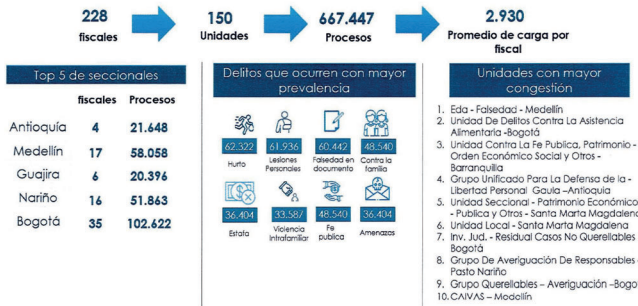 228
fiscales
150
Unidades
667.447
Procesos
2.930
Promedio de carga por
fiscal
Top 5 de seccionales
fiscales Procesos
Antioquía 4 21.648
Medellín 17 58.058
Guajira 6 20.396
Nariño 16 51.863
Bogotá 35 102.622
Delitos que ocurren con mayor
prevalencia
62.322 61.936 60.442 48.540
Hurto Lesiones Falsedad en Contra la
Personales documento familia
36.404 33.587 48.540 36.404
Estafa Violencia Fe Amenazas
Intrafamiliar publica
Unidades con mayor
congestión
1. Eda - Falsedad - Medellín
2. Unidad De Delitos Contra La Asistencia
Alimentaria -Bogotá
3. Unidad Contra La Fe Publica, Patrimonio -
Orden Económico Social y Otros -
Barranquilla
4. Grupo Unificado Para La Defensa de la -
Libertad Personal Gaula –Antioquia
5. Unidad Seccional - Patrimonio Económico
- Publica y Otros - Santa Marta Magdalena
6. Unidad Local - Santa Marta Magdalena
7. Inv. Jud. - Residual Casos No Querellables
Bogotá
8. Grupo De Averiguación De Responsables -
Pasto Nariño
9. Grupo Querellables – Averiguación –Bogo
10. CAIVAS – Medellín